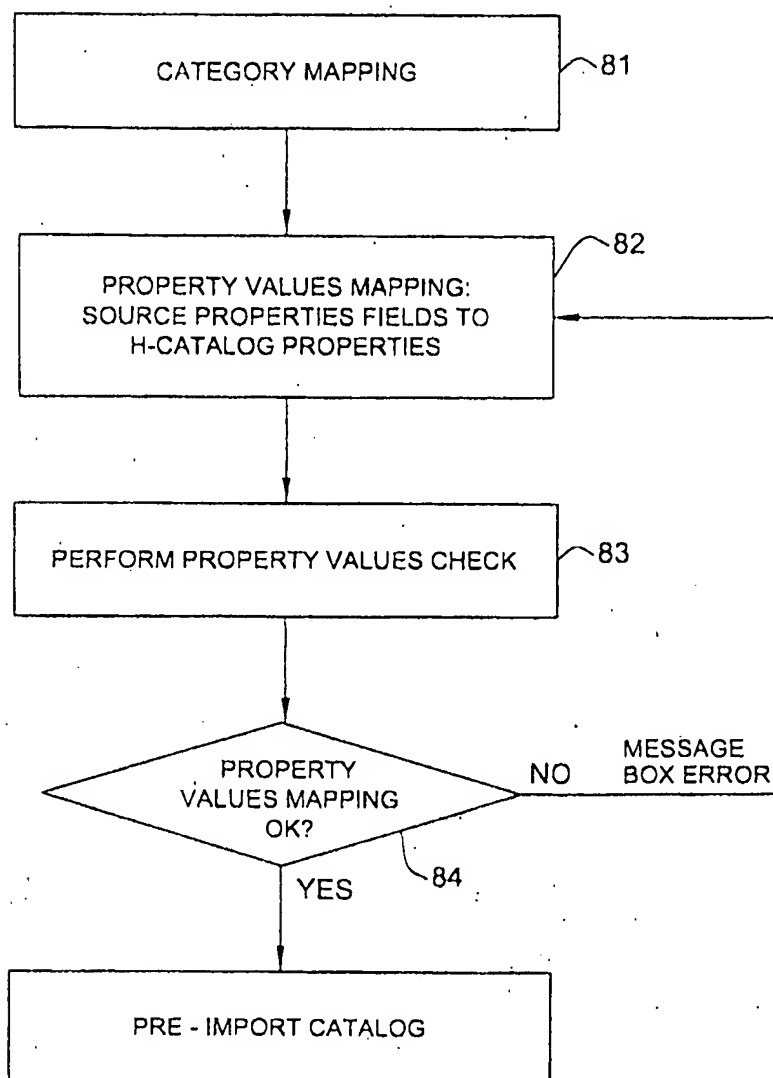 CATEGORY MAPPING
81
82
PROPERTY VALUES MAPPING:
SOURCE PROPERTIES FIELDS TO
H-CATALOG PROPERTIES
PERFORM PROPERTY VALUES CHECK
83
PROPERTY
VALUES MAPPING
OK?
NO
MESSAGE
BOX ERROR
84
YES
PRE - IMPORT CATALOG